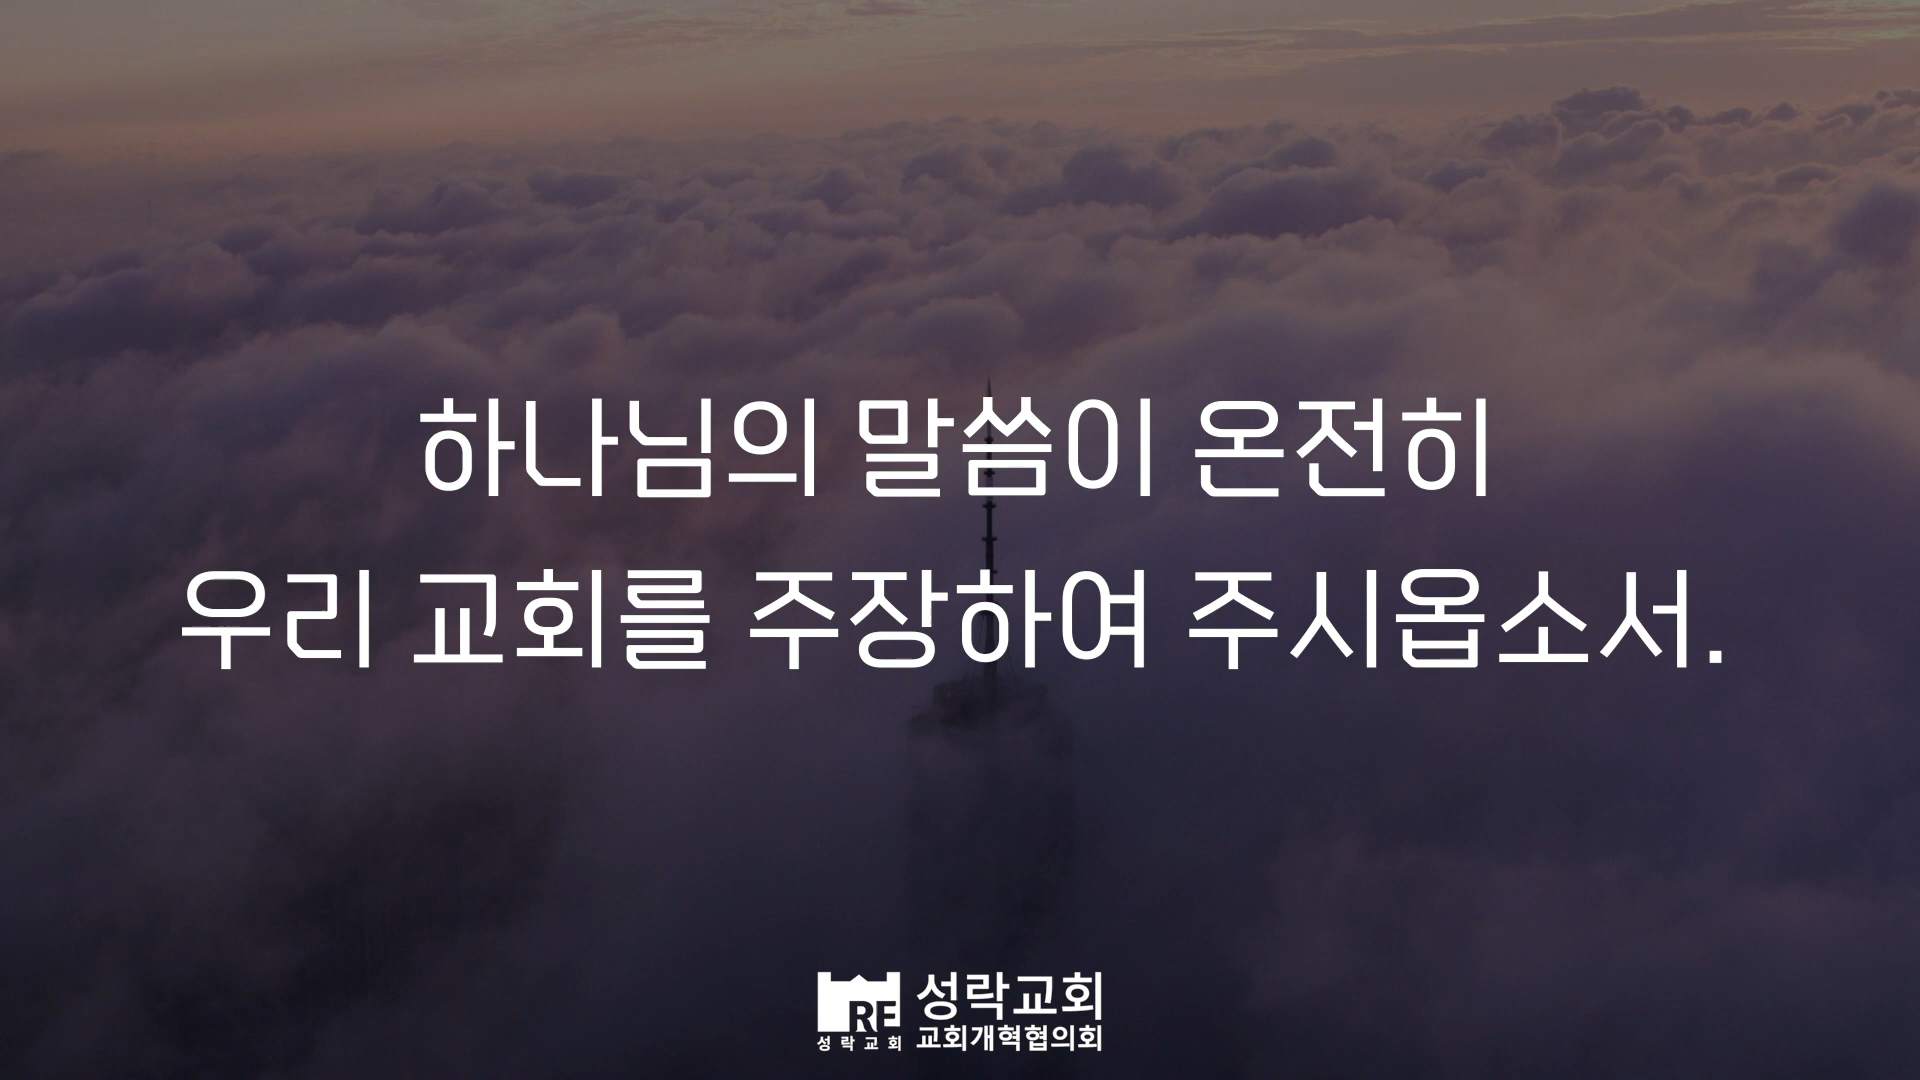 하나님의 말씀이 온전히
우리 교회를 주장하여 주시옵소서.
RE
성락교회
성락교회
교회개혁협의회